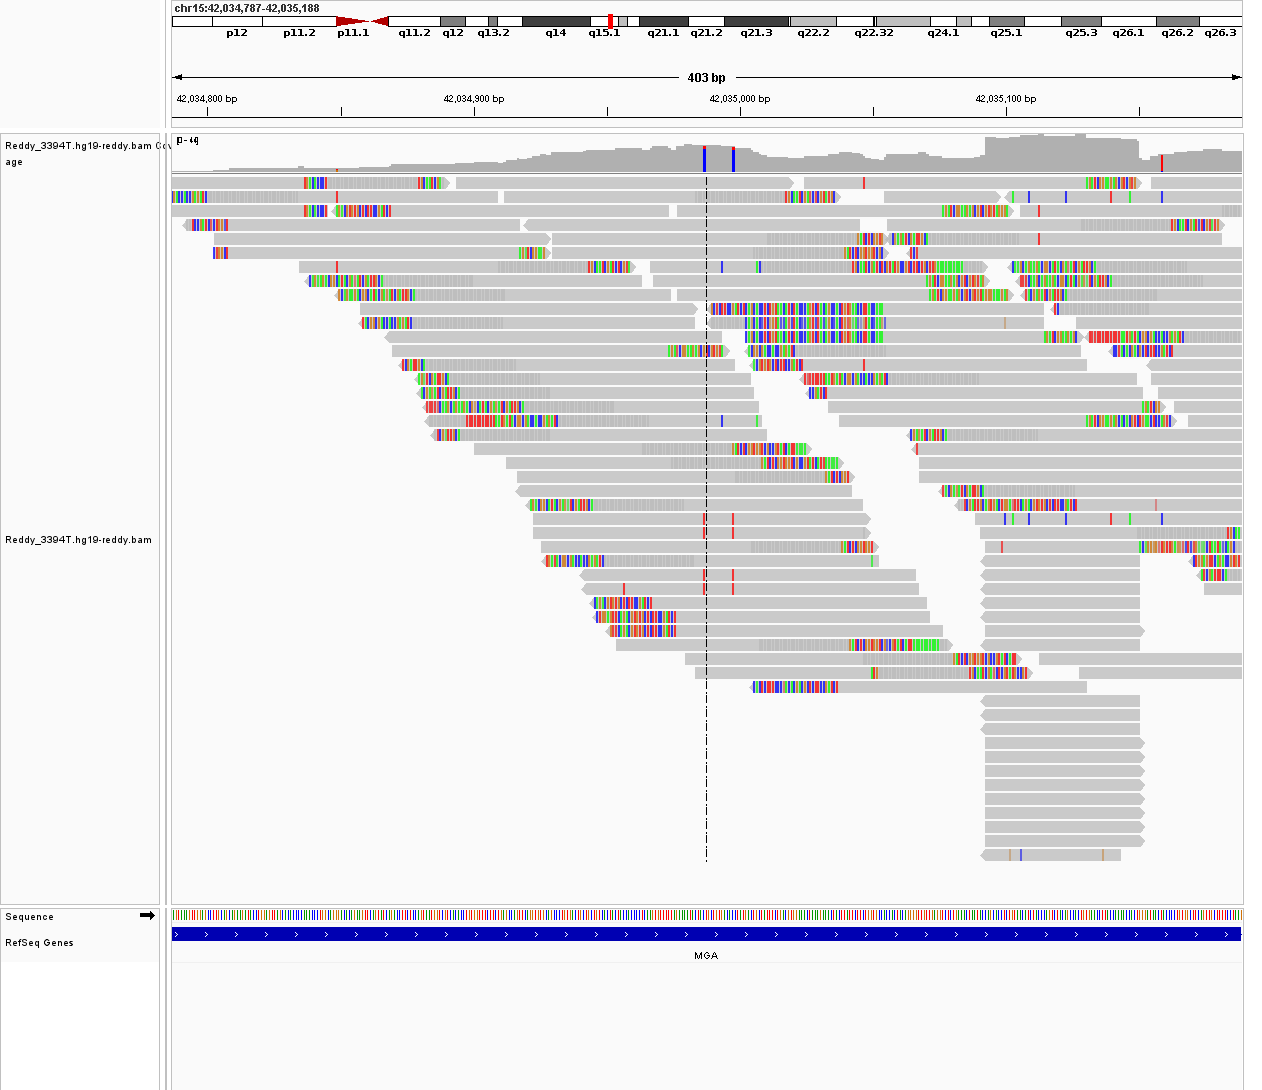 chr15:42,034,787-42,035,188
p12 p11.2 p11.1 q11.2 q12 q13.2 q14 q15.1 q21.1 q21.2 q21.3 q22.2 q22.32 q24.1 q25.1 q25.3 q26.1 q26.2 q26.3
403 bp
42,034,800 bp 42,034,900 bp 42,035,000 bp 42,035,100 bp
Reddy_3394T.hg19-reddy.bam Cov
age
[0 - 44]
Reddy_3394T.hg19-reddy.bam
Sequence
RefSeq Genes
MGA